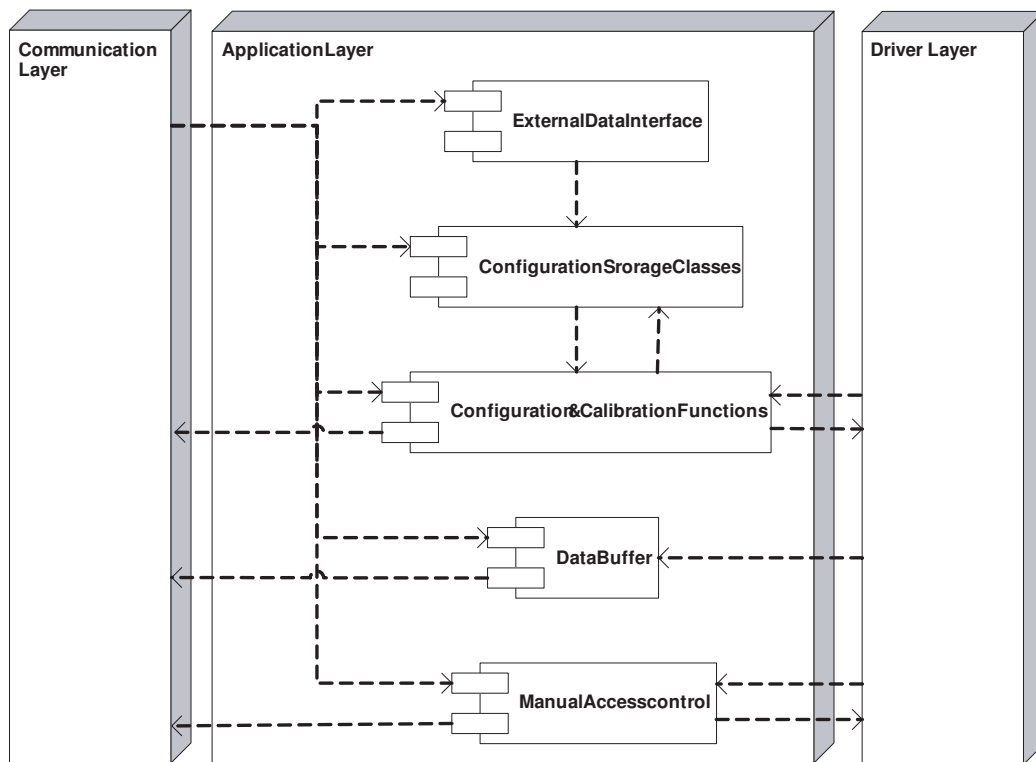 Communication
Layer
ApplicationLayer
Driver Layer
ExternalDataInterface
ConfigurationSrorageClasses
Configuration&CalibrationFunctions
DataBuffer
ManualAccesscontrol